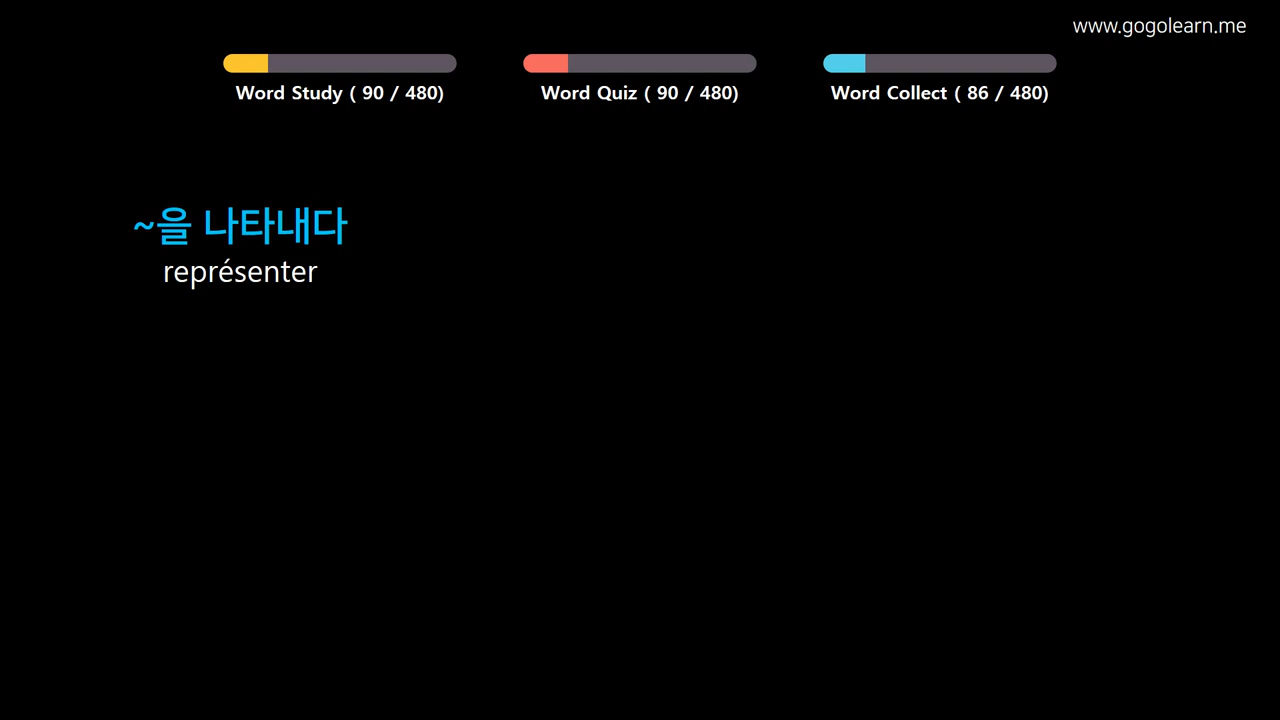 www.gogolearn.me
Word Study ( 90 / 480)
Word Quiz ( 90 / 480)
Word Collect ( 86 / 480)
~을 나타내다
représenter